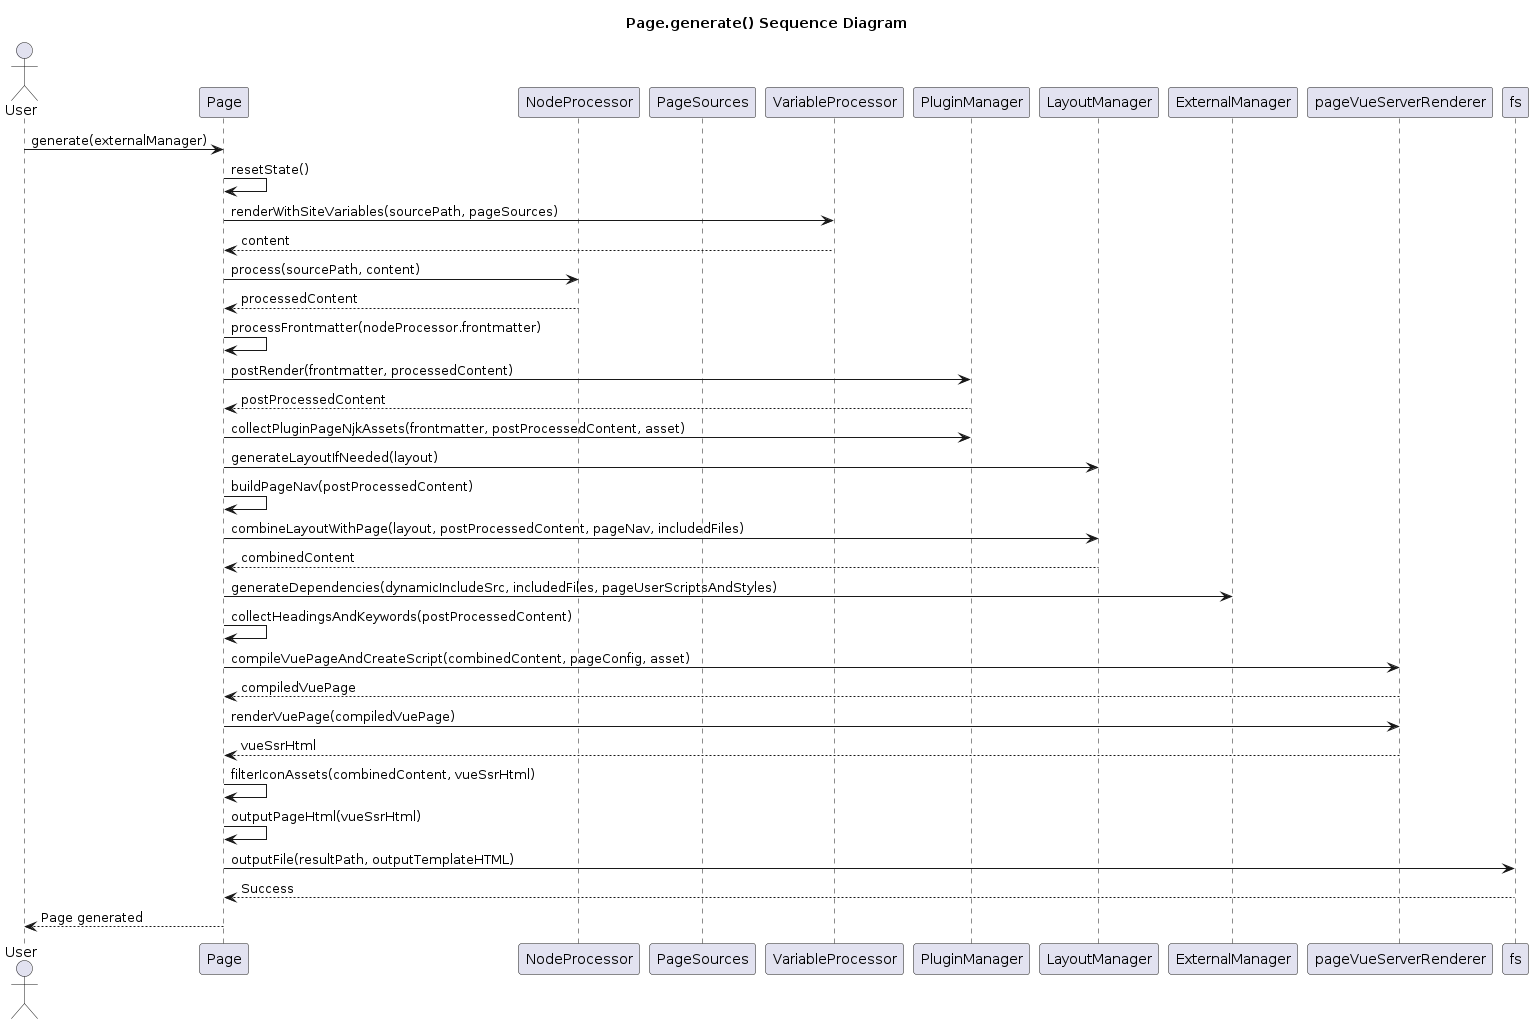 Page.generate() Sequence Diagram
User
Page
NodeProcessor
PageSources
VariableProcessor
PluginManager
LayoutManager
ExternalManager
pageVueServerRenderer
fs
generate(externalManager)
resetState()
renderWithSiteVariables(sourcePath, pageSources)
content
process(sourcePath, content)
processedContent
processFrontmatter(nodeProcessor.frontmatter)
postRender(frontmatter, processedContent)
postProcessedContent
collectPluginPageNjkAssets(frontmatter, postProcessedContent, asset)
generateLayoutIfNeeded(layout)
buildPageNav(postProcessedContent)
combineLayoutWithPage(layout, postProcessedContent, pageNav, includedFiles)
combinedContent
generateDependencies(dynamicIncludeSrc, includedFiles, pageUserScriptsAndStyles)
collectHeadingsAndKeywords(postProcessedContent)
compileVuePageAndCreateScript(combinedContent, pageConfig, asset)
compiledVuePage
renderVuePage(compiledVuePage)
vueSsrHtml
filterIconAssets(combinedContent, vueSsrHtml)
outputPageHtml(vueSsrHtml)
outputFile(resultPath, outputTemplateHTML)
Success
Page generated
User
Page
NodeProcessor
PageSources
VariableProcessor
PluginManager
LayoutManager
ExternalManager
pageVueServerRenderer
fs